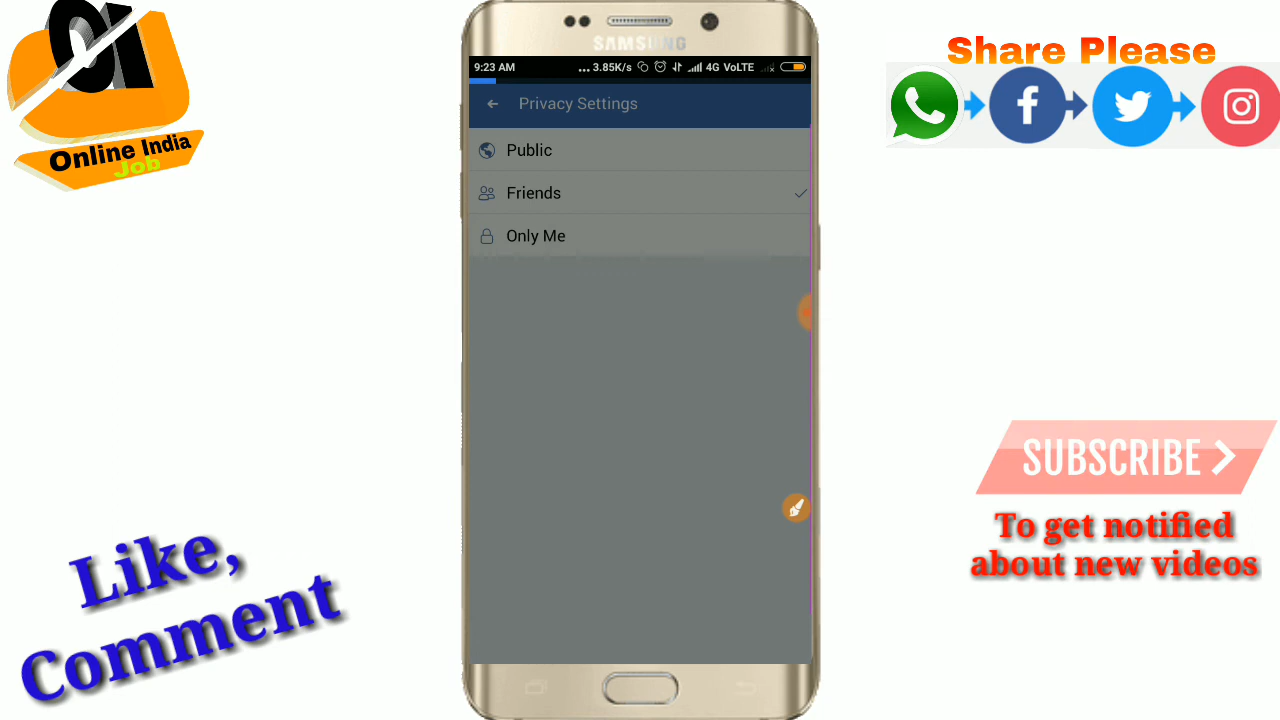 OI
Online India
Job
SAMSUNG
9:23 AM
... 3.85K/s
4G VoLTE
Privacy Settings
Public
Friends
Only Me
Share Please
SUBSCRIBE
To get notified
about new videos
Like,
Comment